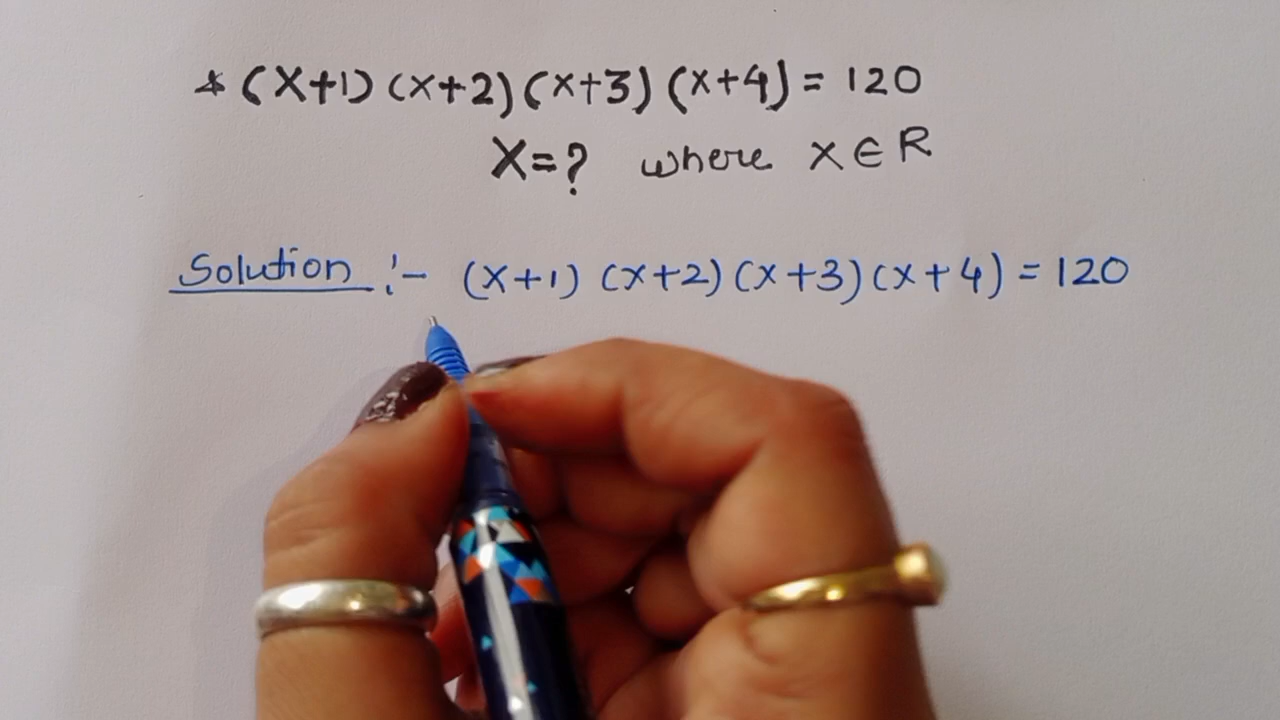 * (x+1) (x+2) (x+3) (x+4) = 120
x = ? where x ∈ R
Solution :- (x+1) (x+2) (x+3) (x+4) = 120